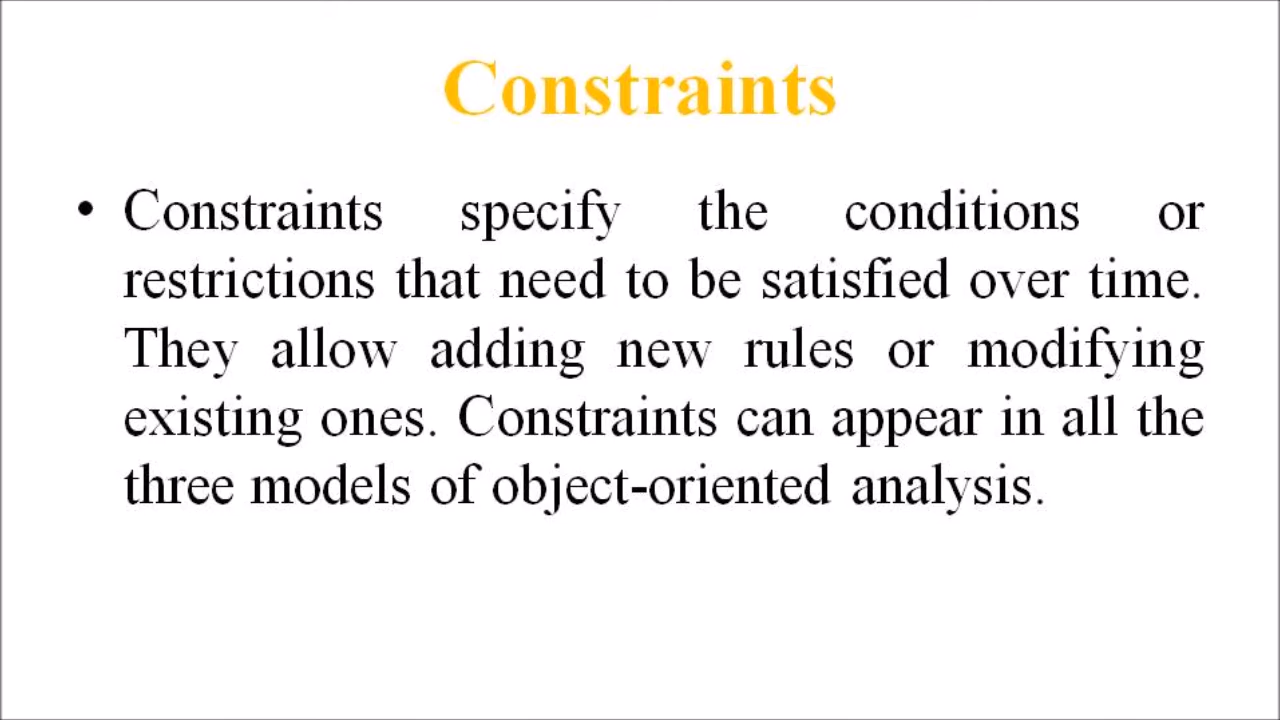 Constraints
• Constraints specify the conditions or
restrictions that need to be satisfied over time.
They allow adding new rules or modifying
existing ones. Constraints can appear in all the
three models of object-oriented analysis.